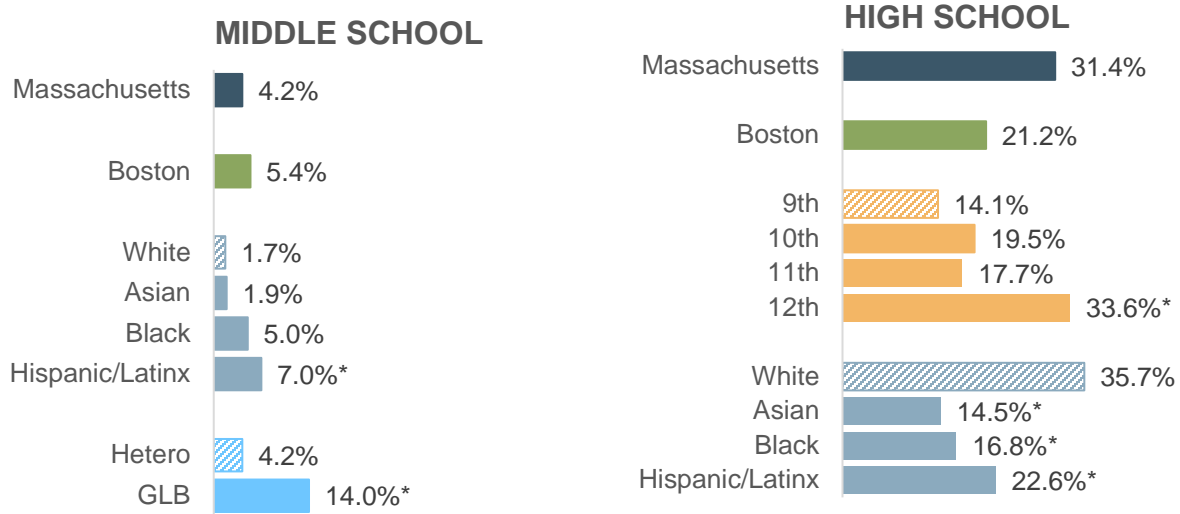 MIDDLE SCHOOL
Massachusetts 4.2%
Boston 5.4%
White 1.7%
Asian 1.9%
Black 5.0%
Hispanic/Latinx 7.0%*
Hetero 4.2%
GLB 14.0%*
HIGH SCHOOL
Massachusetts 31.4%
Boston 21.2%
9th 14.1%
10th 19.5%
11th 17.7%
12th 33.6%*
White 35.7%
Asian 14.5%*
Black 16.8%*
Hispanic/Latinx 22.6%*